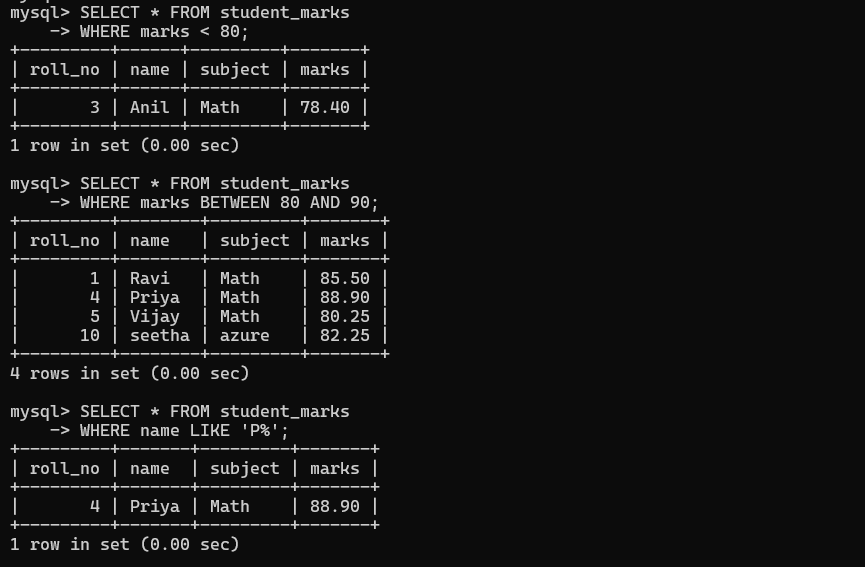 mysql> SELECT * FROM student_marks
    -> WHERE marks < 80;
+---------+------+---------+-------+
| roll_no | name | subject | marks |
+---------+------+---------+-------+
|       3 | Anil | Math    | 78.40 |
+---------+------+---------+-------+
1 row in set (0.00 sec)

mysql> SELECT * FROM student_marks
    -> WHERE marks BETWEEN 80 AND 90;
+---------+--------+---------+-------+
| roll_no | name   | subject | marks |
+---------+--------+---------+-------+
|       1 | Ravi   | Math    | 85.50 |
|       4 | Priya  | Math    | 88.90 |
|       5 | Vijay  | Math    | 80.25 |
|      10 | seetha | azure   | 82.25 |
+---------+--------+---------+-------+
4 rows in set (0.00 sec)

mysql> SELECT * FROM student_marks
    -> WHERE name LIKE 'P%';
+---------+-------+---------+-------+
| roll_no | name  | subject | marks |
+---------+-------+---------+-------+
|       4 | Priya | Math    | 88.90 |
+---------+-------+---------+-------+
1 row in set (0.00 sec)